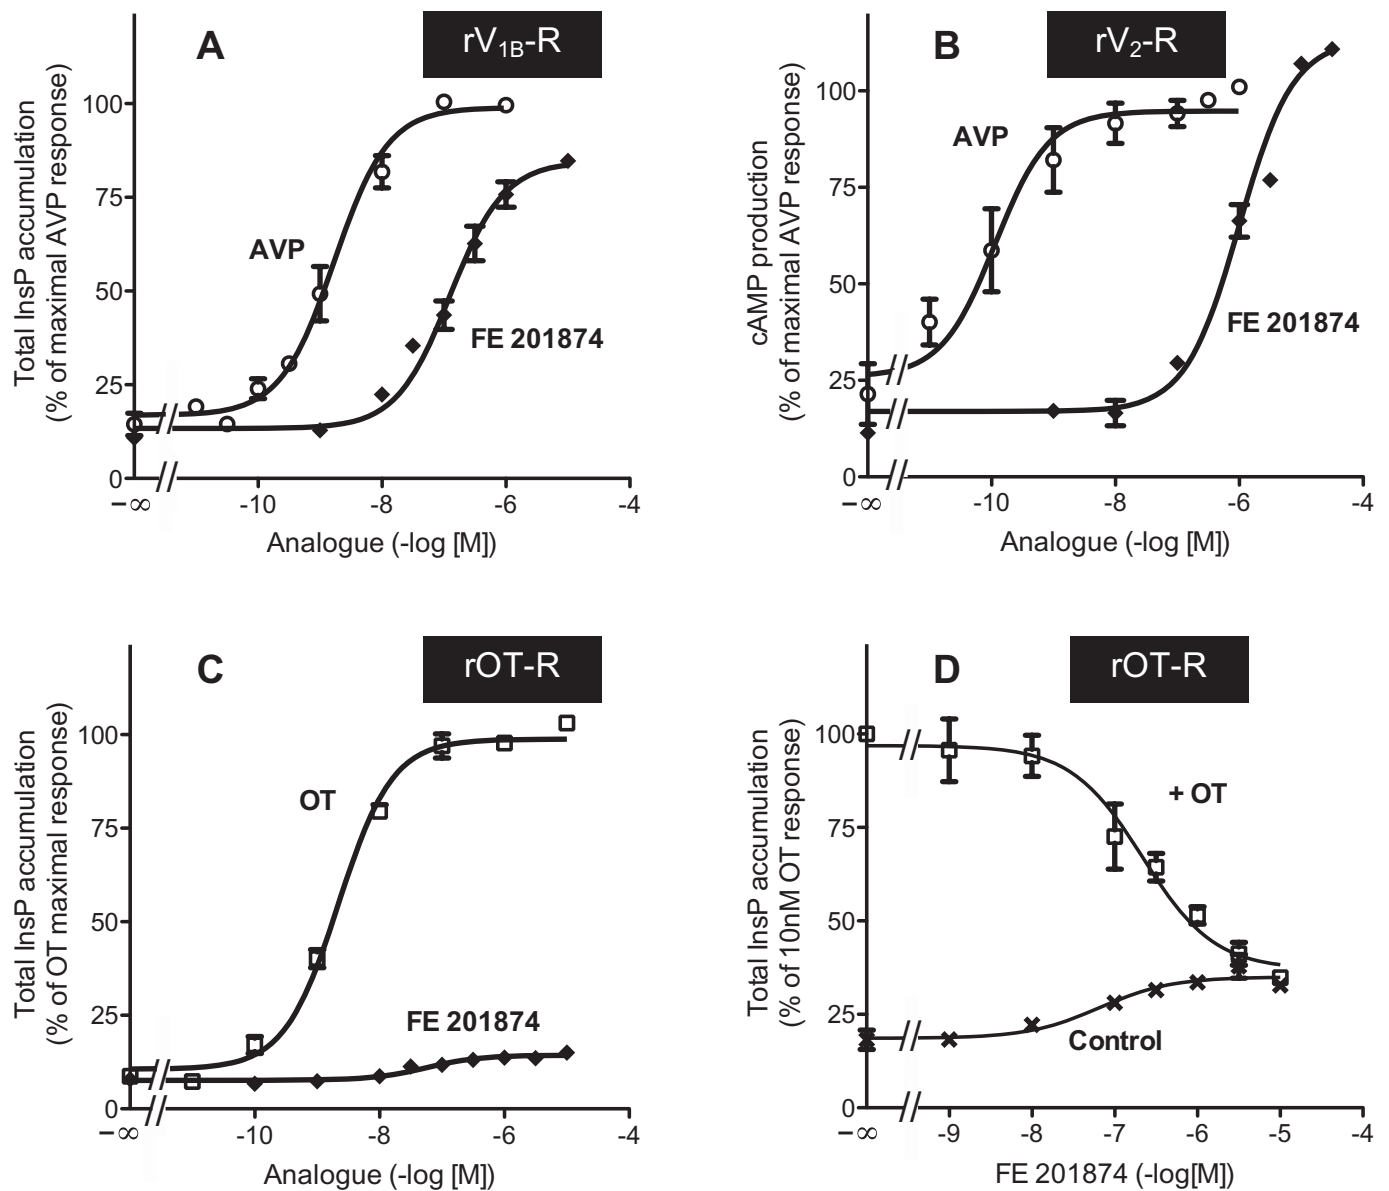 A
rV1B-R
Total InsP accumulation
(% of maximal AVP response)
100
75
50
25
0
AVP
FE 201874
−∞
-10
-8
-6
-4
Analogue (-log [M])
B
rV2-R
cAMP production
(% of maximal AVP response)
100
75
50
25
0
AVP
FE 201874
−∞
-10
-8
-6
-4
Analogue (-log [M])
C
rOT-R
Total InsP accumulation
(% of OT maximal response)
100
75
50
25
0
OT
FE 201874
−∞
-10
-8
-6
-4
Analogue (-log [M])
D
rOT-R
Total InsP accumulation
(% of 10nM OT response)
100
75
50
25
0
+ OT
Control
−∞
-9
-8
-7
-6
-5
-4
FE 201874 (-log[M])